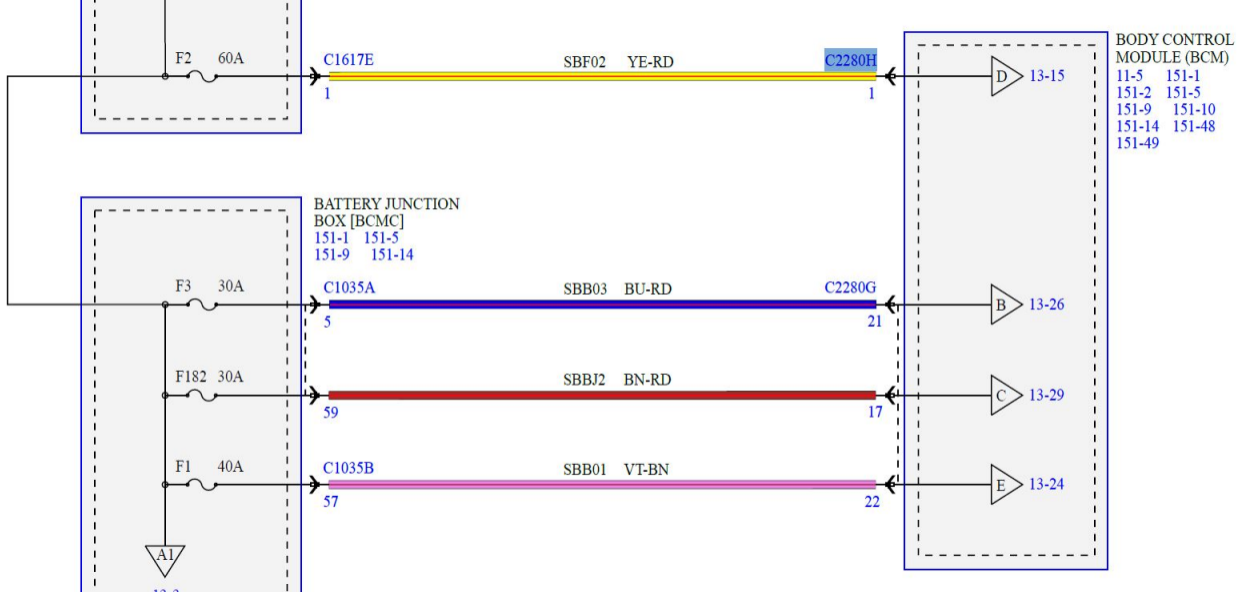 F2 60A
C1617E
SBF02 YE-RD
C2280H
1
1
D
13-15
BODY CONTROL
MODULE (BCM)
11-5 151-1
151-2 151-5
151-9 151-10
151-14 151-48
151-49
BATTERY JUNCTION
BOX [BCMC]
151-1 151-5
151-9 151-14
F3 30A
C1035A
SBB03 BU-RD
C2280G
5
21
B
13-26
F182 30A
SBBJ2 BN-RD
59
17
C
13-29
F1 40A
C1035B
SBB01 VT-BN
57
22
E
13-24
A1